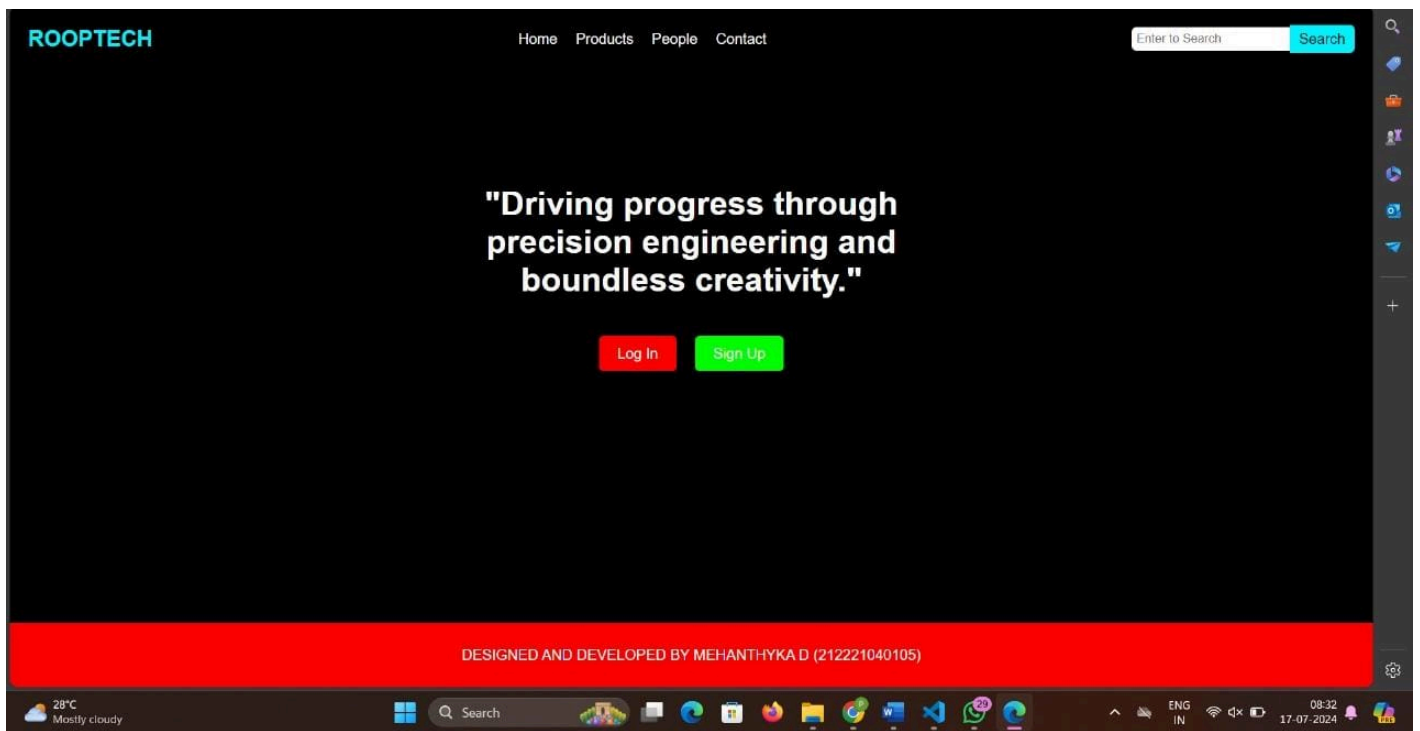 ROOPTECH
Home Products People Contact
Enter to Search Search
"Driving progress through
precision engineering and
boundless creativity."
Log In Sign Up
DESIGNED AND DEVELOPED BY MEHANTHYKA D (212221040105)
28°C
Mostly cloudy
Search
29
ENG
IN
08:32
17-07-2024